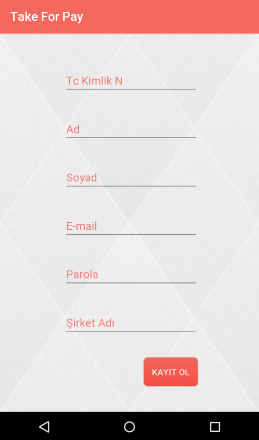 Take For Pay
Tc Kimlik N
Ad
Soyad
E-mail
Parola
Şirket Adı
KAYIT OL